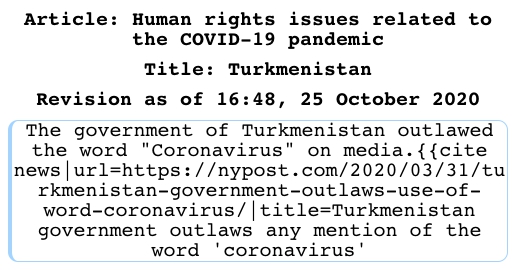 Article: Human rights issues related to
the COVID-19 pandemic
Title: Turkmenistan
Revision as of 16:48, 25 October 2020
The government of Turkmenistan outlawed
the word "Coronavirus" on media.{{cite
news|url=https://nypost.com/2020/03/31/tu
rkmenistan-government-outlaws-use-of-
word-coronavirus/|title=Turkmenistan
government outlaws any mention of the
word 'coronavirus'